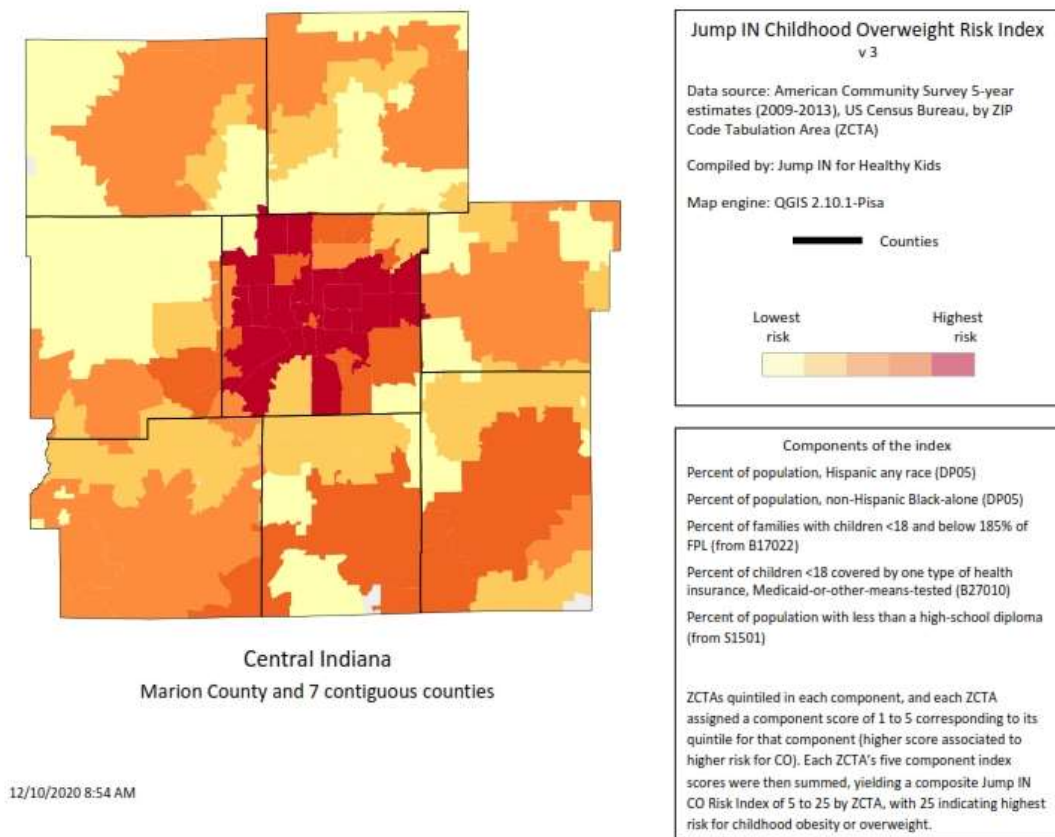 Jump IN Childhood Overweight Risk Index
v 3
Data source: American Community Survey 5-year
estimates (2009-2013), US Census Bureau, by ZIP
Code Tabulation Area (ZCTA)
Compiled by: Jump IN for Healthy Kids
Map engine: QGIS 2.10.1-Pisa
Counties
Lowest
risk
Highest
risk
Components of the index
Percent of population, Hispanic any race (DP05)
Percent of population, non-Hispanic Black-alone (DP05)
Percent of families with children <18 and below 185% of
FPL (from B17022)
Percent of children <18 covered by one type of health
insurance, Medicaid-or-other-means-tested (B27010)
Percent of population with less than a high-school diploma
(from S1501)
ZCTAs quintiled in each component, and each ZCTA
assigned a component score of 1 to 5 corresponding to its
quintile for that component (higher score associated to
higher risk for CO). Each ZCTA's five component index
scores were then summed, yielding a composite Jump IN
CO Risk Index of 5 to 25 by ZCTA, with 25 indicating highest
risk for childhood obesity or overweight.
Central Indiana
Marion County and 7 contiguous counties
12/10/2020 8:54 AM